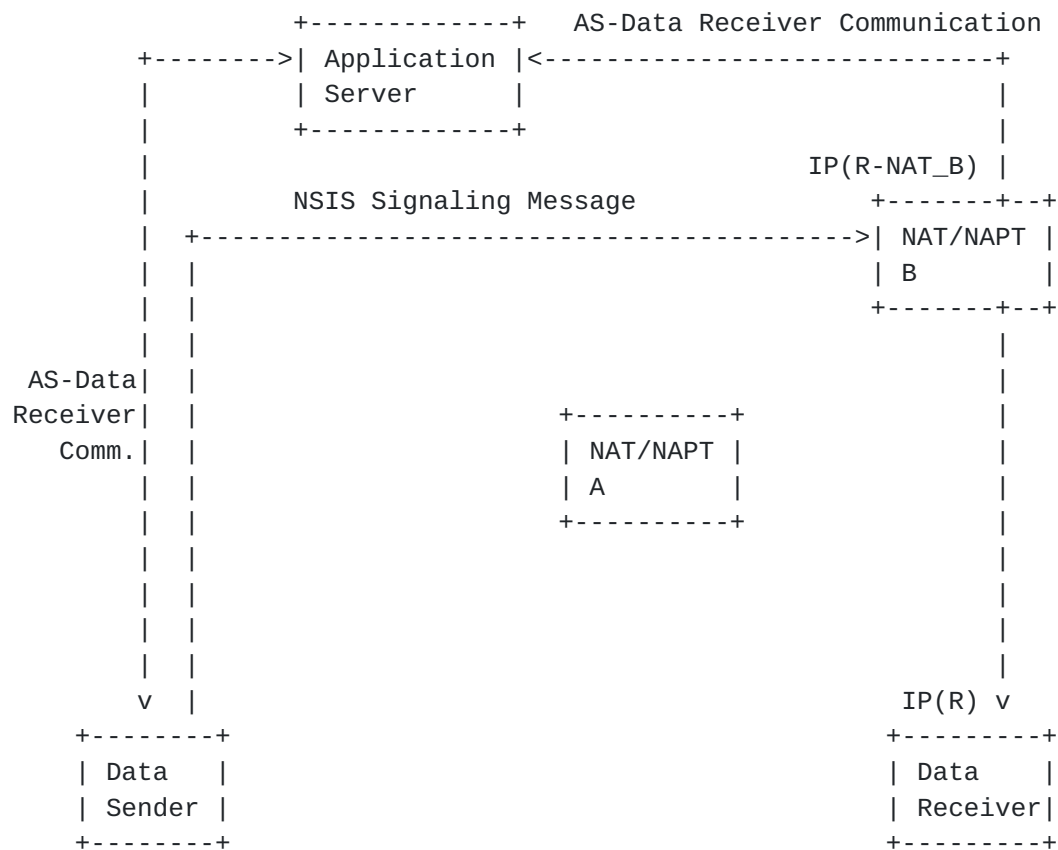 AS-Data Receiver Communication
Application
Server
IP(R-NAT_B)
NSIS Signaling Message
NAT/NAPT
B
AS-Data
Receiver
Comm.
NAT/NAPT
A
IP(R)
Data
Sender
Data
Receiver